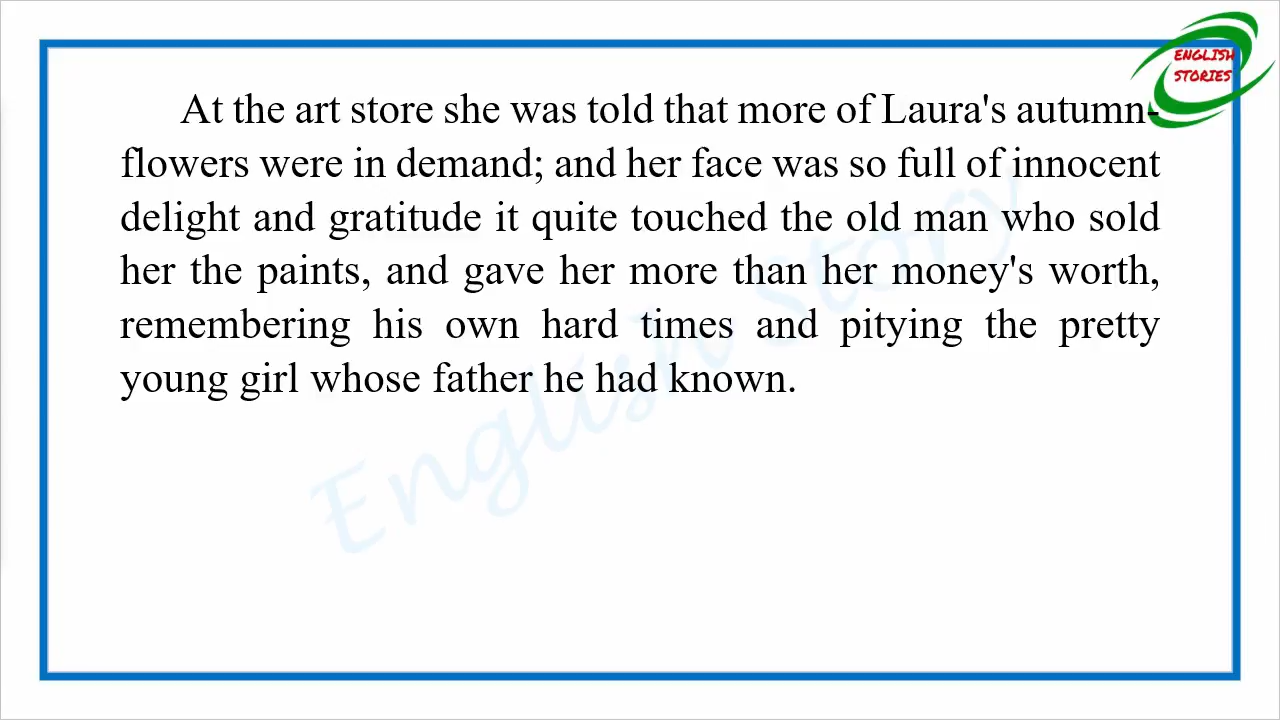 ENGLISH
STORIES
At the art store she was told that more of Laura's autumn-
flowers were in demand; and her face was so full of innocent
delight and gratitude it quite touched the old man who sold
her the paints, and gave her more than her money's worth,
remembering his own hard times and pitying the pretty
young girl whose father he had known.
English Story